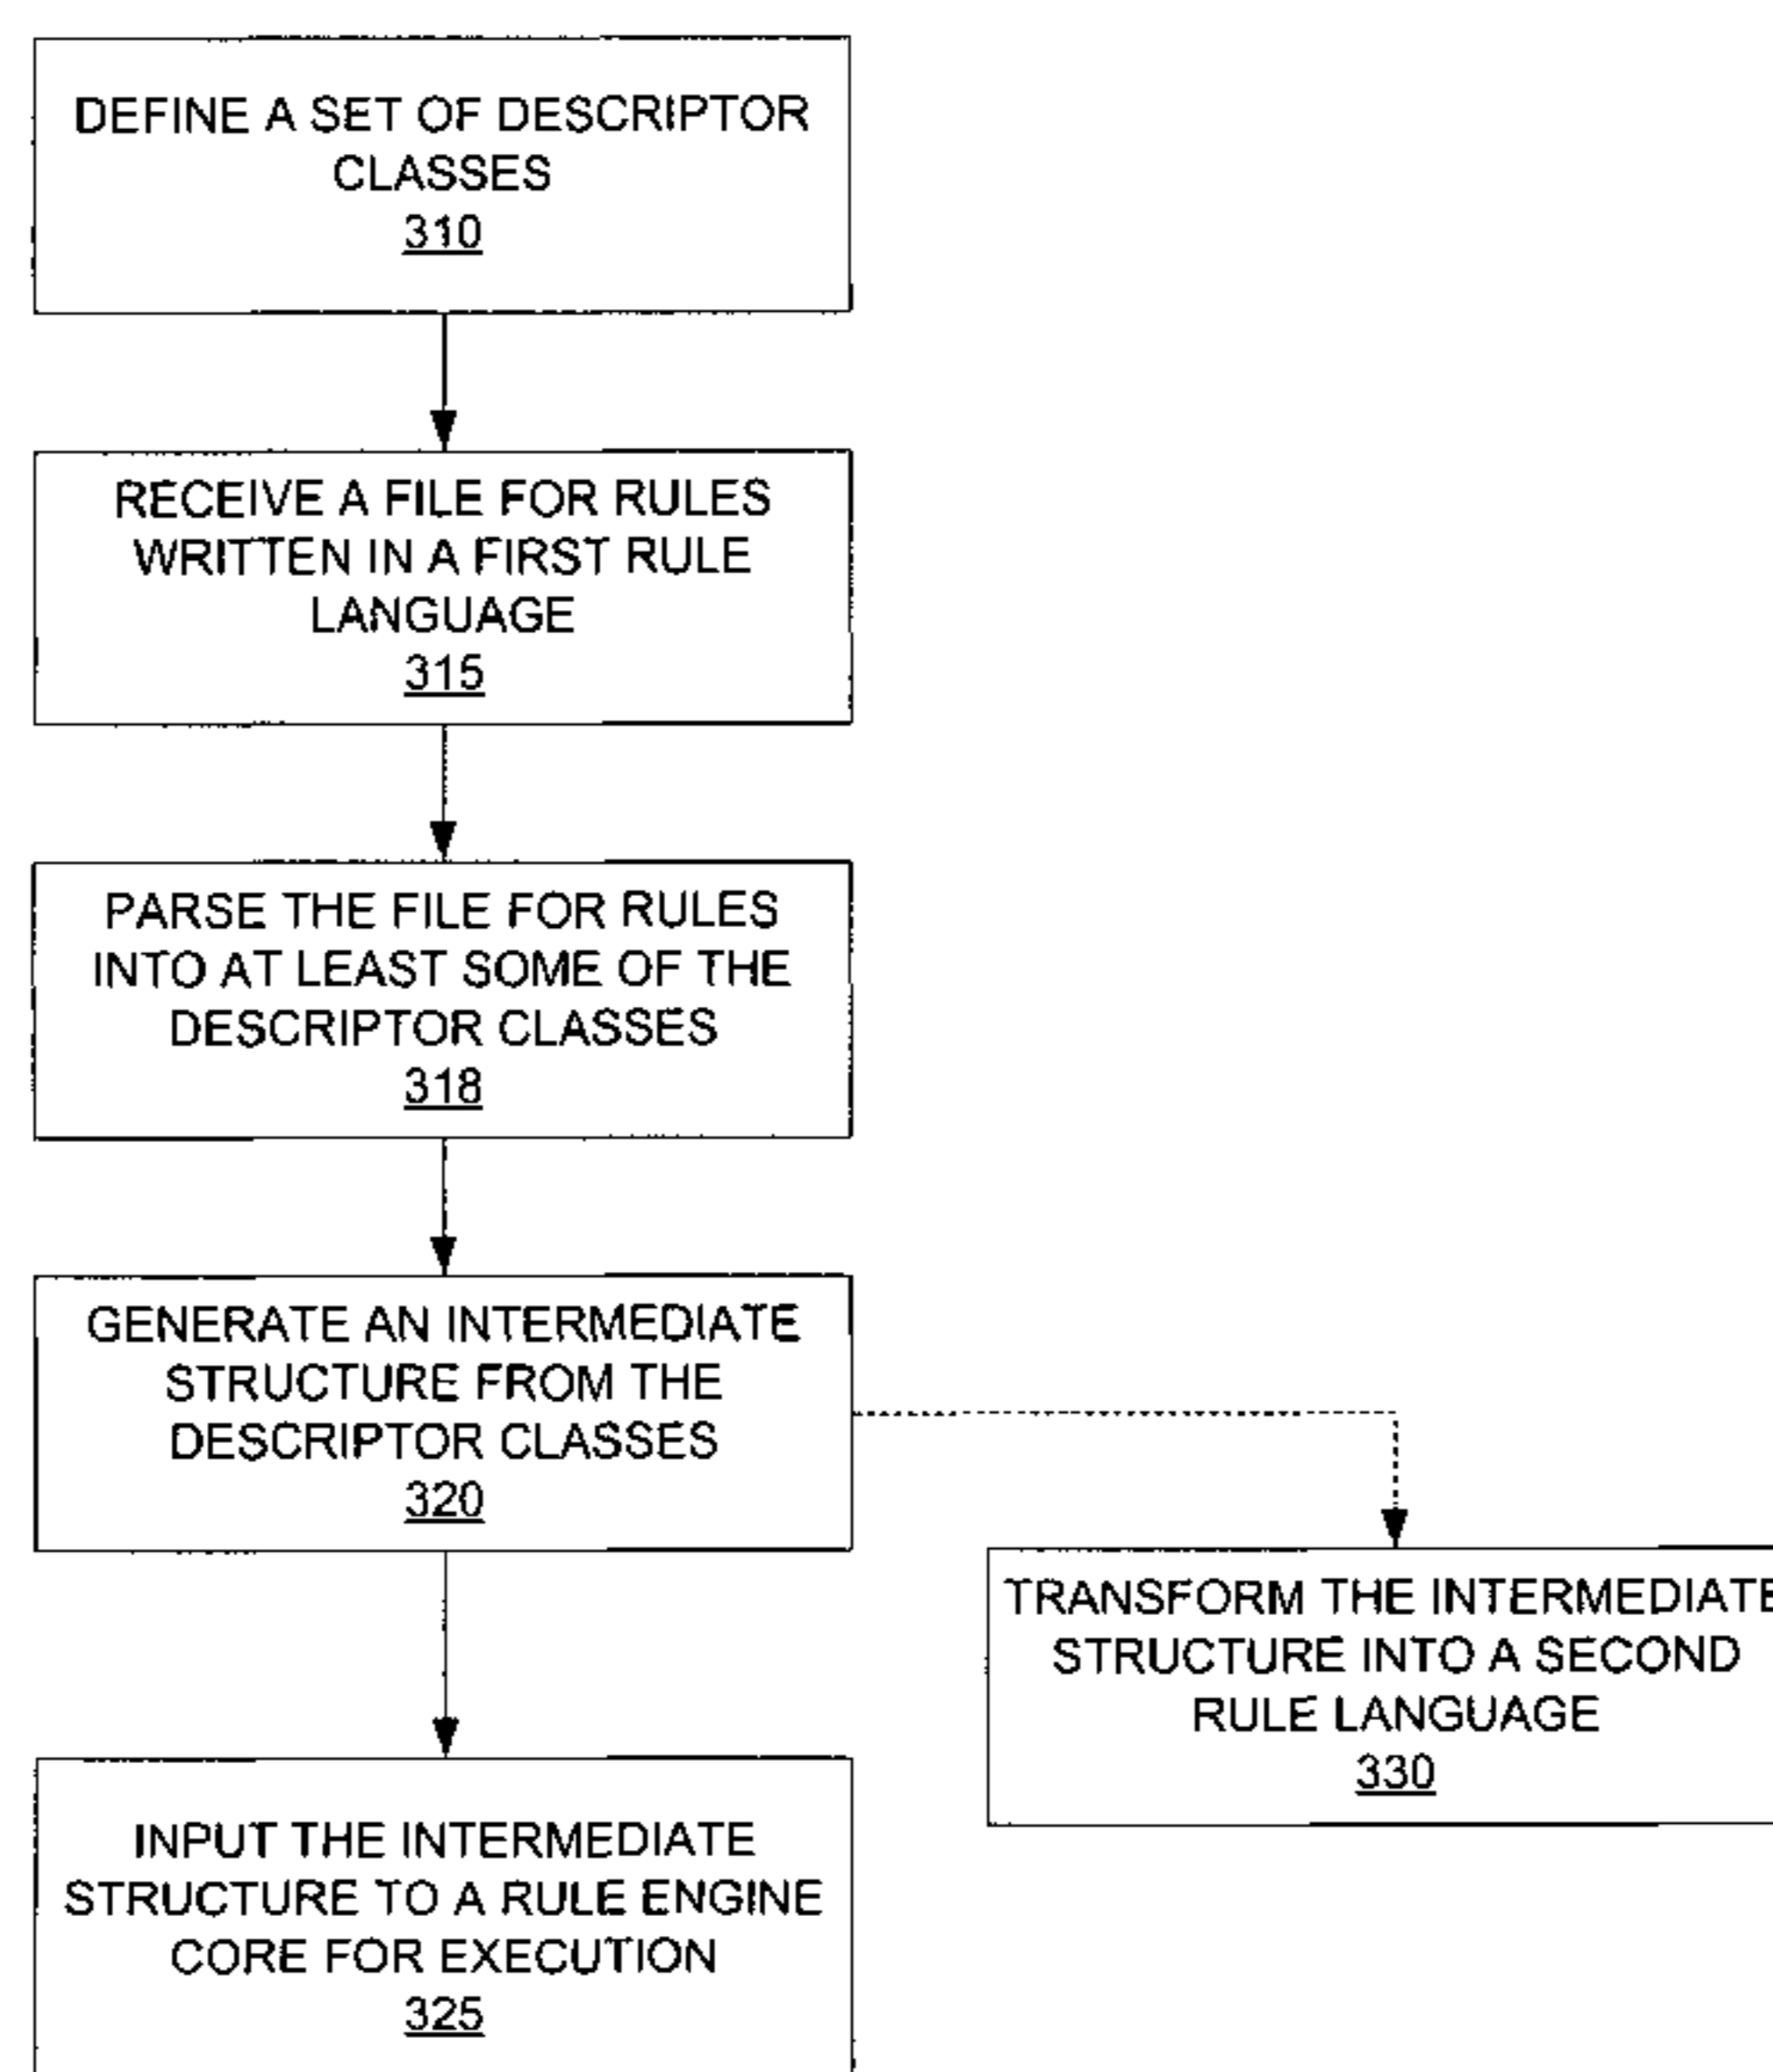 DEFINE A SET OF DESCRIPTOR
CLASSES
310
RECEIVE A FILE FOR RULES
WRITTEN IN A FIRST RULE
LANGUAGE
315
PARSE THE FILE FOR RULES
INTO AT LEAST SOME OF THE
DESCRIPTOR CLASSES
318
GENERATE AN INTERMEDIATE
STRUCTURE FROM THE
DESCRIPTOR CLASSES
320
TRANSFORM THE INTERMEDIATE
STRUCTURE INTO A SECOND
RULE LANGUAGE
330
INPUT THE INTERMEDIATE
STRUCTURE TO A RULE ENGINE
CORE FOR EXECUTION
325